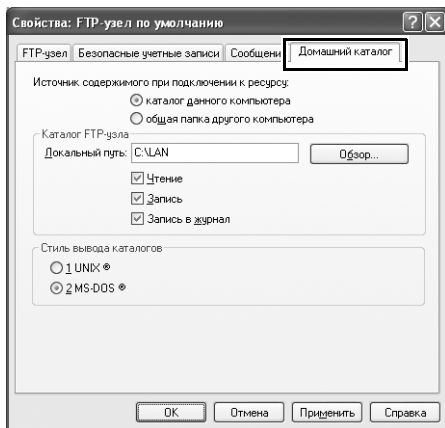 Свойства: FTP-узел по умолчанию
FTP-узел Безопасные учетные записи Сообщени Домашний каталог
Источник содержимого при подключении к ресурсу:
каталог данного компьютера
общая папка другого компьютера
Каталог FTP-узла
Локальный путь: C:\LAN Обзор...
Чтение
Запись
Запись в журнал
Стиль вывода каталогов
1 UNIX ®
2 MS-DOS ®
ОК Отмена Применить Справка